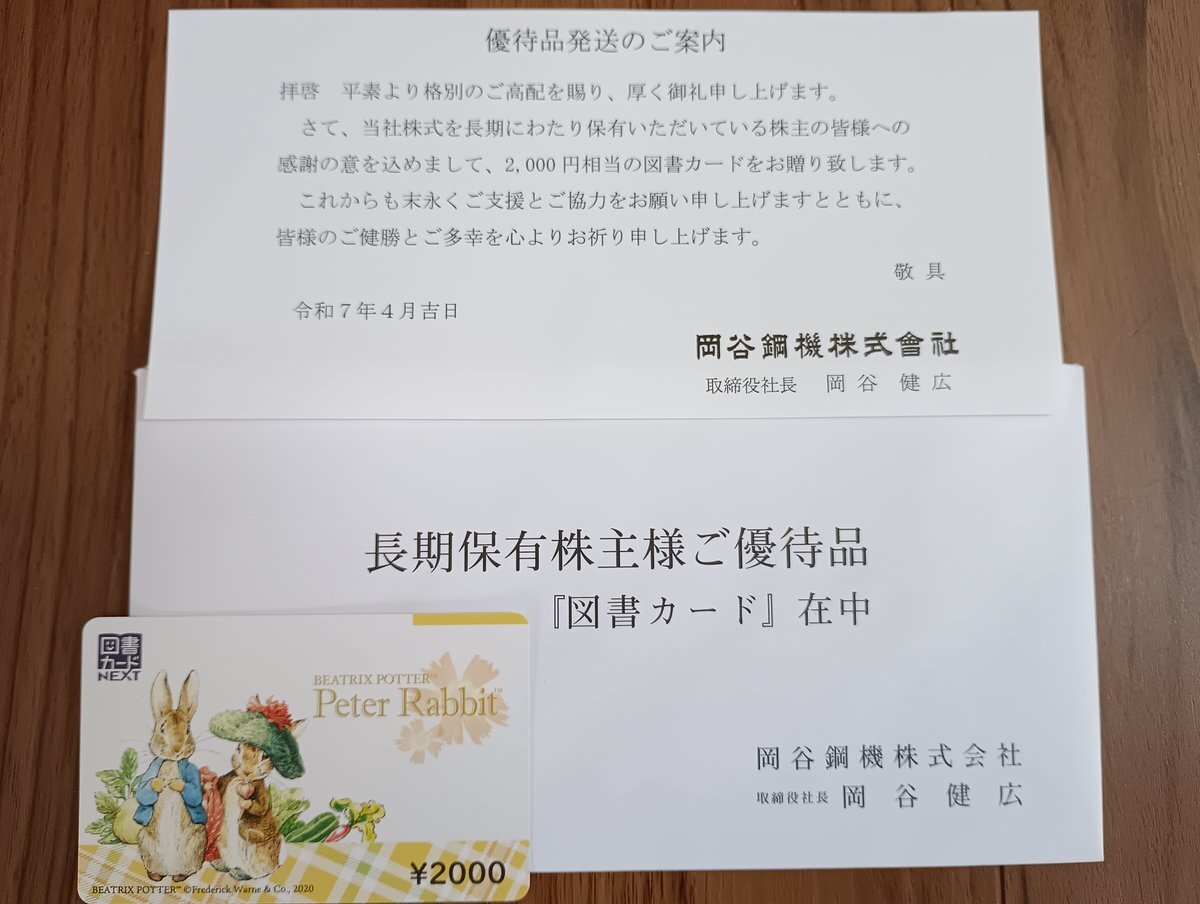 優待品発送のご案内
拝啓　平素より格別のご高配を賜り、厚く御礼申し上げます。
さて、当社株式を長期にわたり保有いただいている株主の皆様への
感謝の意を込めまして、2,000円相当の図書カードをお贈り致します。
これからも末永くご支援とご協力をお願い申し上げますとともに、
皆様のご健勝とご多幸を心よりお祈り申し上げます。
敬 具
令和７年４月吉日
岡谷鋼機株式會社
取締役社長　岡 谷 健 広
長期保有株主様ご優待品
『図書カード』在中
岡谷鋼機株式会社
取締役社長 岡 谷 健 広
図書
カード
NEXT
BEATRIX POTTER™
Peter Rabbit™
¥2000
BEATRIX POTTER™ ©Frederick Warne & Co., 2020